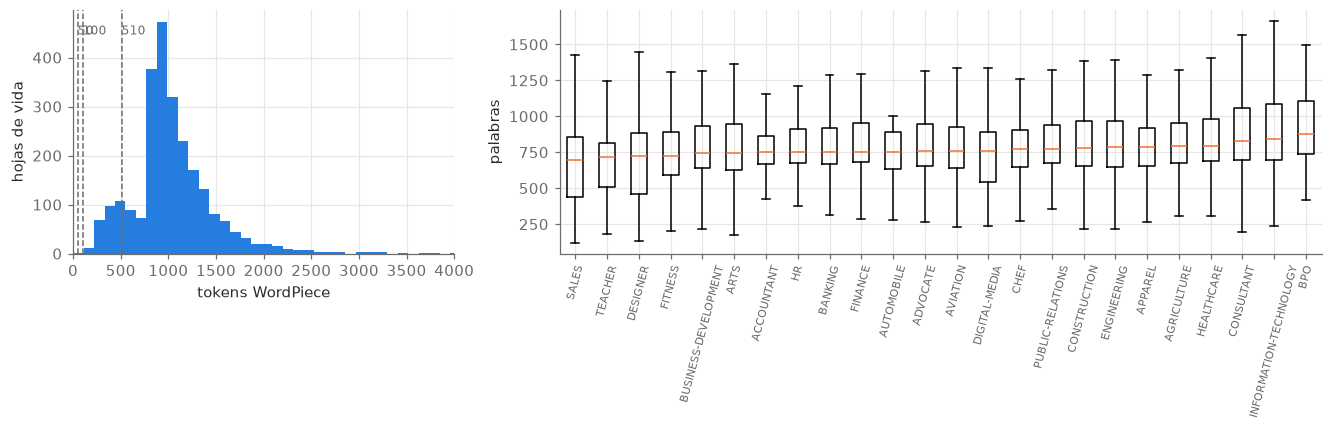 50 100 510
400
300
200
100
0
hojas de vida
0 500 1000 1500 2000 2500 3000 3500 4000
tokens WordPiece
1500
1250
1000
750
500
250
palabras
SALES
TEACHER
DESIGNER
FITNESS
BUSINESS-DEVELOPMENT
ARTS
ACCOUNTANT
HR
BANKING
FINANCE
AUTOMOBILE
ADVOCATE
AVIATION
DIGITAL-MEDIA
CHEF
PUBLIC-RELATIONS
CONSTRUCTION
ENGINEERING
APPAREL
AGRICULTURE
HEALTHCARE
CONSULTANT
INFORMATION-TECHNOLOGY
BPO